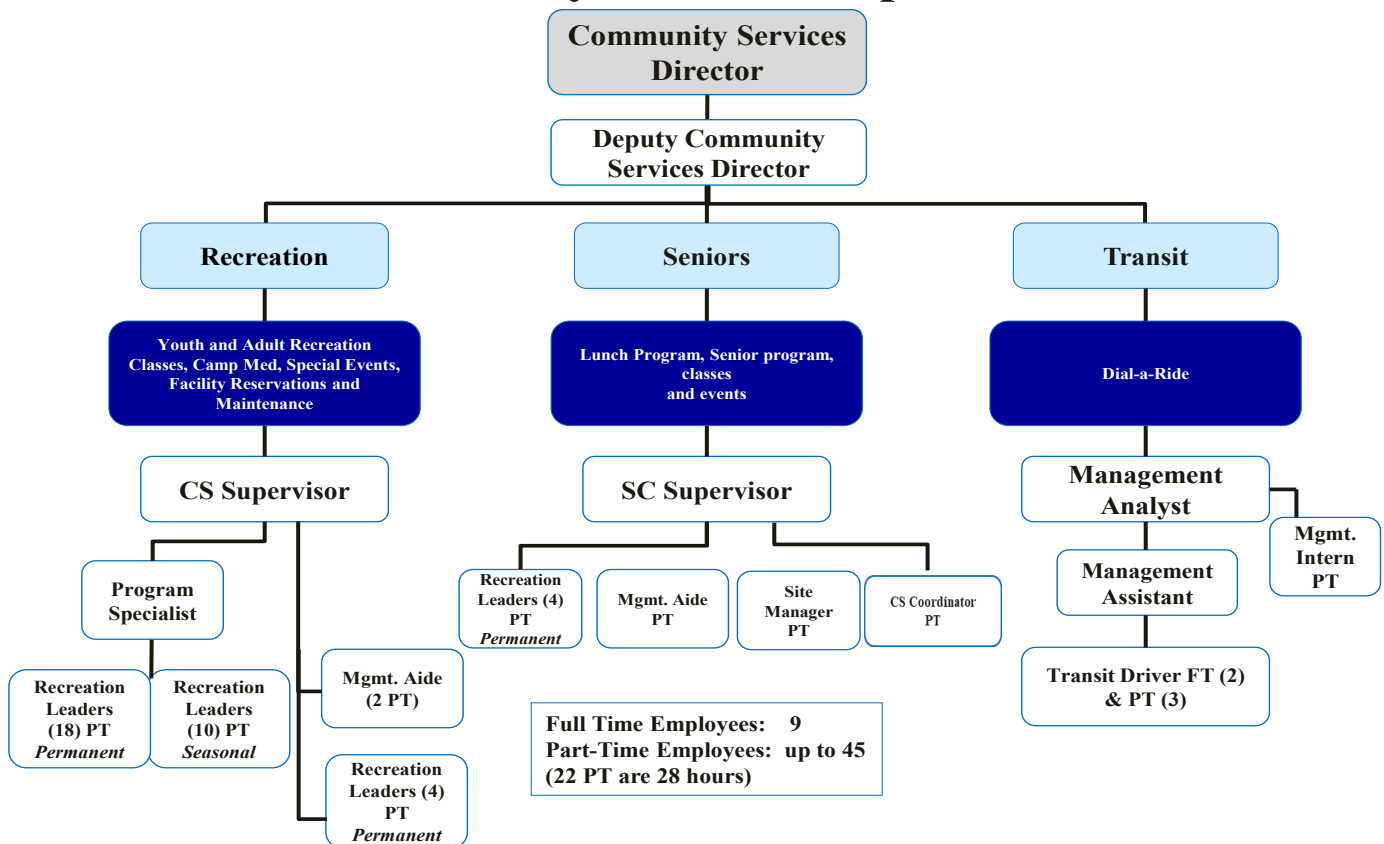 Community Services
Director
Deputy Community
Services Director
Recreation
Seniors
Transit
Youth and Adult Recreation
Classes, Camp Med, Special Events,
Facility Reservations and
Maintenance
Lunch Program, Senior program,
classes
and events
Dial-a-Ride
CS Supervisor
SC Supervisor
Management
Analyst
Mgmt.
Intern
PT
Program
Specialist
Recreation
Leaders (4)
PT
Permanent
Mgmt. Aide
PT
Site
Manager
PT
CS Coordinator
PT
Management
Assistant
Recreation
Leaders
(18) PT
Permanent
Recreation
Leaders
(10) PT
Seasonal
Mgmt. Aide
(2 PT)
Transit Driver FT (2)
& PT (3)
Recreation
Leaders (4)
PT
Permanent
Full Time Employees: 9
Part-Time Employees: up to 45
(22 PT are 28 hours)